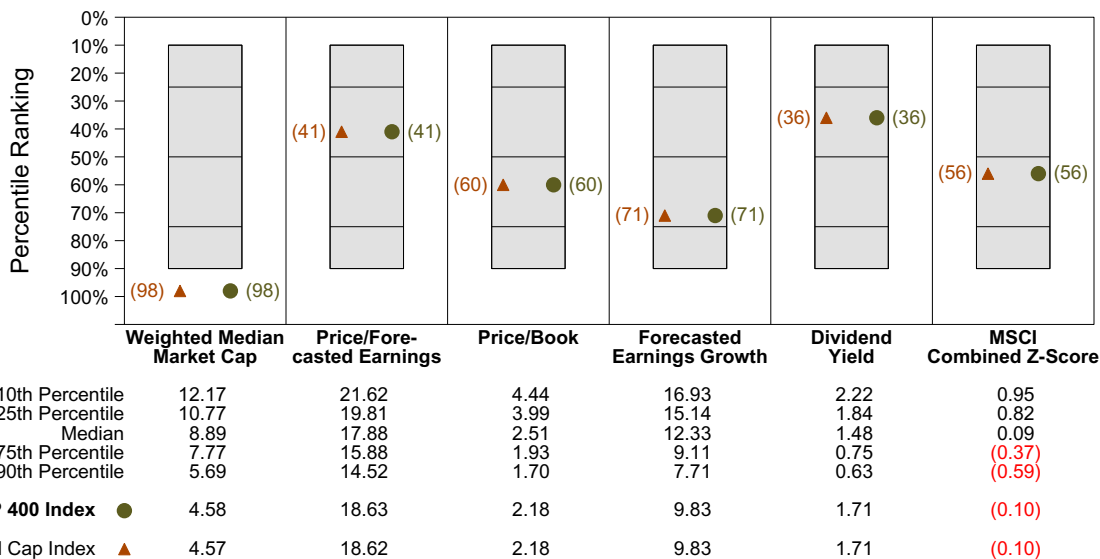 0%
10%
20%
30%
40%
50%
60%
70%
80%
90%
100%
Percentile Ranking
(98) (98)
(41) (41)
(60) (60)
(71) (71)
(36) (36)
(56) (56)
Weighted Median
Market Cap
Price/Fore-
casted Earnings
Price/Book
Forecasted
Earnings Growth
Dividend
Yield
MSCI
Combined Z-Score
10th Percentile 12.17 21.62 4.44 16.93 2.22 0.95
25th Percentile 10.77 19.81 3.99 15.14 1.84 0.82
Median 8.89 17.88 2.51 12.33 1.48 0.09
75th Percentile 7.77 15.88 1.93 9.11 0.75 (0.37)
90th Percentile 5.69 14.52 1.70 7.71 0.63 (0.59)
400 Index 4.58 18.63 2.18 9.83 1.71 (0.10)
Cap Index 4.57 18.62 2.18 9.83 1.71 (0.10)